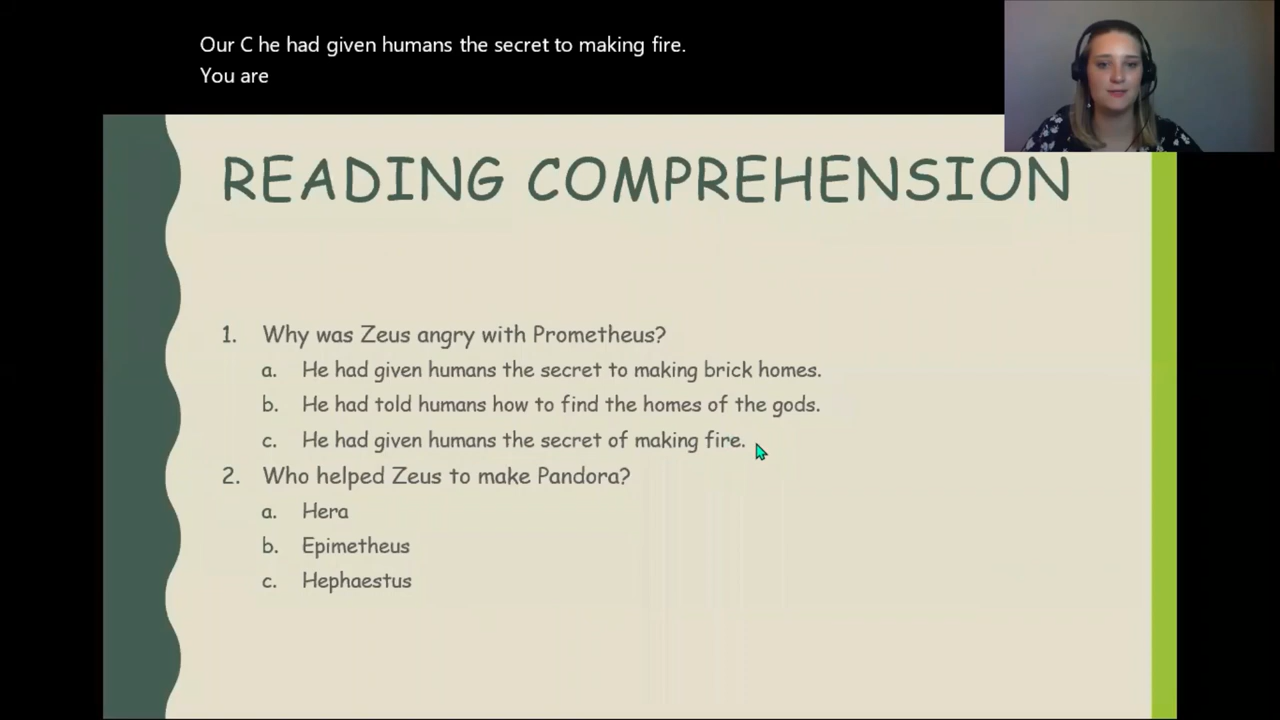 Our C he had given humans the secret to making fire.
You are
READING COMPREHENSION
1. Why was Zeus angry with Prometheus?
a. He had given humans the secret to making brick homes.
b. He had told humans how to find the homes of the gods.
c. He had given humans the secret of making fire.
2. Who helped Zeus to make Pandora?
a. Hera
b. Epimetheus
c. Hephaestus